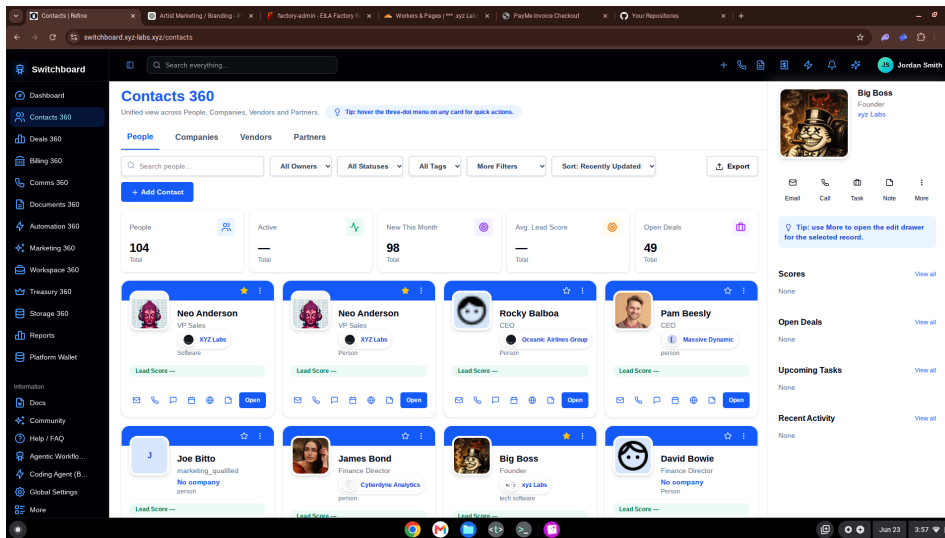 Contacts | Refine
Artist Marketing / Branding - X
factory-admin - EILA Factory R
Workers & Pages | *** .xyz Lab
PayMe Invoice Checkout
Your Repositories
switchboard.xyz-labs.xyz/contacts
Switchboard
Search everything...
JS
Jordan Smith
Dashboard
Contacts 360
Deals 360
Billing 360
Comms 360
Documents 360
Automation 360
Marketing 360
Workspace 360
Treasury 360
Storage 360
Reports
Platform Wallet
Information
Docs
Community
Help / FAQ
Agentic Workflo...
Coding Agent (B...
Global Settings
More
Contacts 360
Unified view across People, Companies, Vendors and Partners.
Tip: hover the three-dot menu on any card for quick actions.
People Companies Vendors Partners
Search people...
All Owners
All Statuses
All Tags
More Filters
Sort: Recently Updated
Export
+ Add Contact
People
104
Total
Active
—
Total
New This Month
98
Total
Avg. Lead Score
—
Total
Open Deals
49
Total
Neo Anderson
VP Sales
XYZ Labs
Software
Lead Score —
Open
Neo Anderson
VP Sales
XYZ Labs
Person
Lead Score —
Open
Rocky Balboa
CEO
Oceanic Airlines Group
Person
Lead Score —
Open
Pam Beesly
CEO
Massive Dynamic
person
Lead Score —
Open
J
Joe Bitto
marketing_qualified
No company
person
Lead Score —
James Bond
Finance Director
Cyberdyne Analytics
person
Lead Score —
Big Boss
Founder
xyz Labs
tech software
Lead Score —
David Bowie
Finance Director
No company
Person
Lead Score —
Big Boss
Founder
xyz Labs
Email
Call
Task
Note
More
Tip: use More to open the edit drawer
for the selected record.
Scores
View all
None
Open Deals
View all
None
Upcoming Tasks
View all
None
Recent Activity
View all
None
Jun 23
3:57